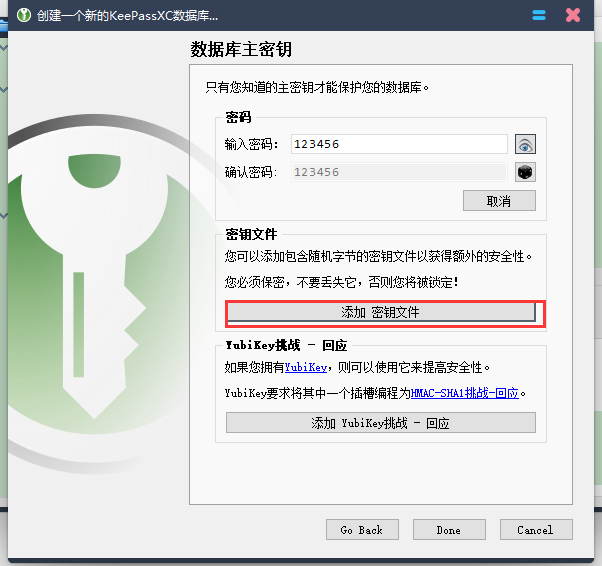 创建一个新的KeePassXC数据库...
数据库主密钥
只有您知道的主密钥才能保护您的数据库。
密码
输入密码: 123456
确认密码: 123456
取消
密钥文件
您可以添加包含随机字节的密钥文件以获得额外的安全性。
您必须保密，不要丢失它，否则您将被锁定!
添加 密钥文件
YubiKey挑战 - 回应
如果您拥有YubiKey，则可以使用它来提高安全性。
YubiKey要求将其中一个插槽编程为HMAC-SHA1挑战-回应。
添加 YubiKey挑战 - 回应
Go Back Done Cancel